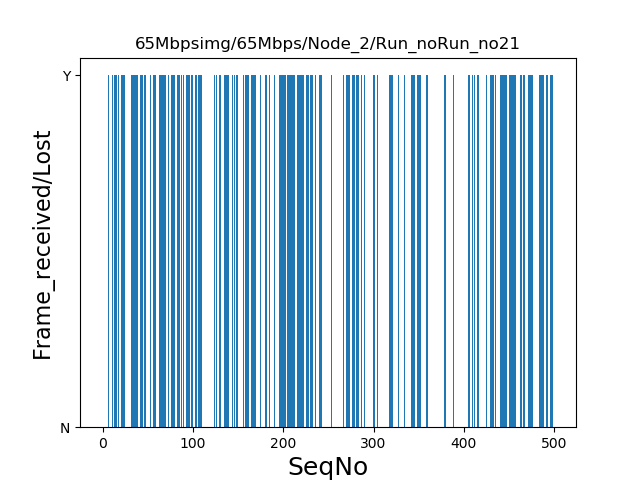 65Mbpsimg/65Mbps/Node_2/Run_noRun_no21
Y
N
Frame_received/Lost
0 100 200 300 400 500
SeqNo